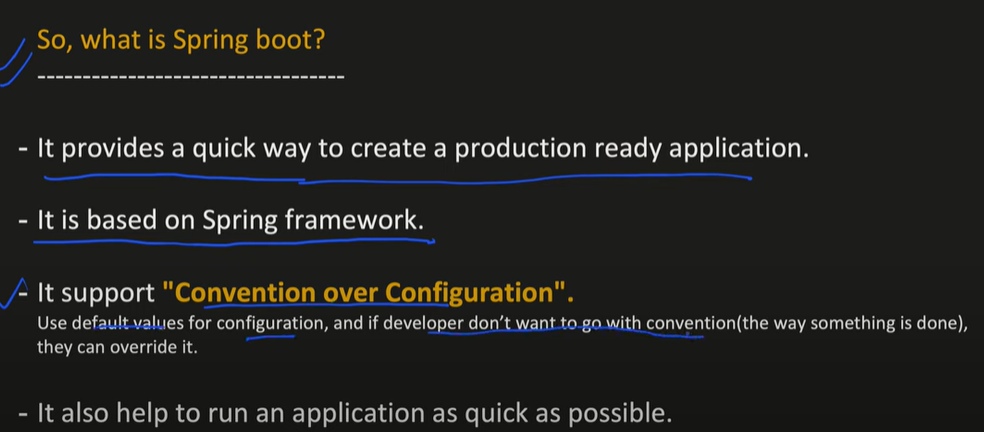 So, what is Spring boot?
----------------------------------
- It provides a quick way to create a production ready application.
- It is based on Spring framework.
- It support "Convention over Configuration".
Use default values for configuration, and if developer don't want to go with convention(the way something is done),
they can override it.
- It also help to run an application as quick as possible.